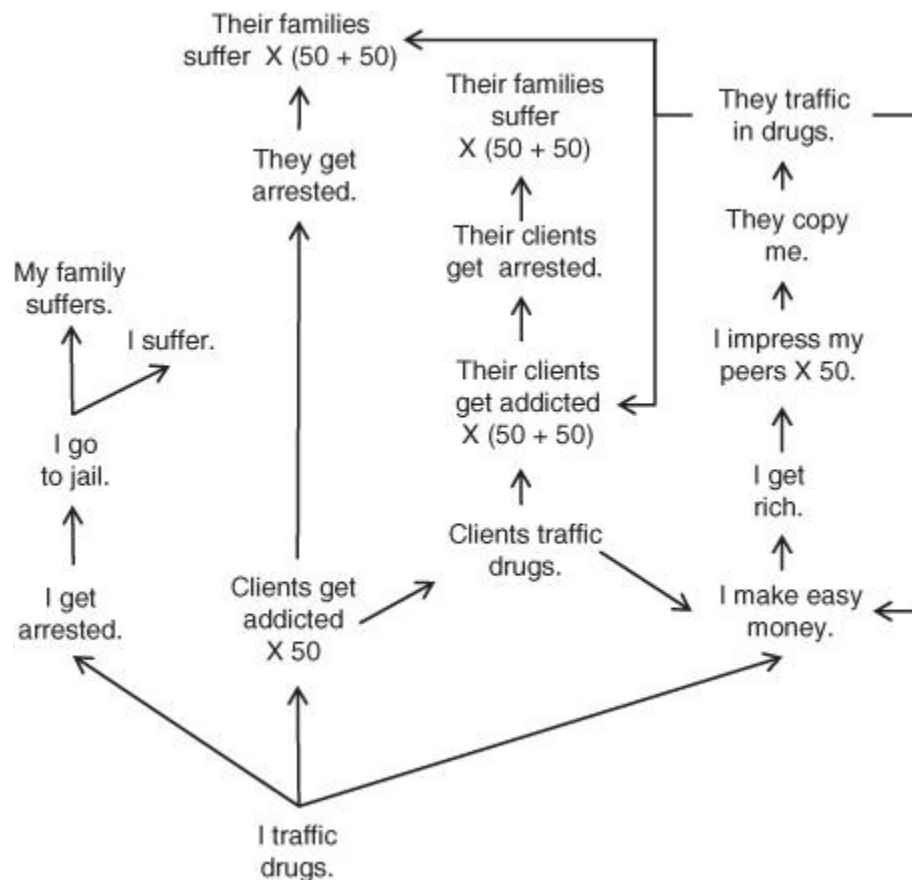 Their families
suffer X (50 + 50)
Their families
suffer
X (50 + 50)
They traffic
in drugs.
They get
arrested.
They copy
me.
Their clients
get arrested.
My family
suffers.
I suffer.
I impress my
peers X 50.
Their clients
get addicted
X (50 + 50)
I go
to jail.
I get
rich.
Clients traffic
drugs.
I get
arrested.
Clients get
addicted
X 50
I make easy
money.
I traffic
drugs.